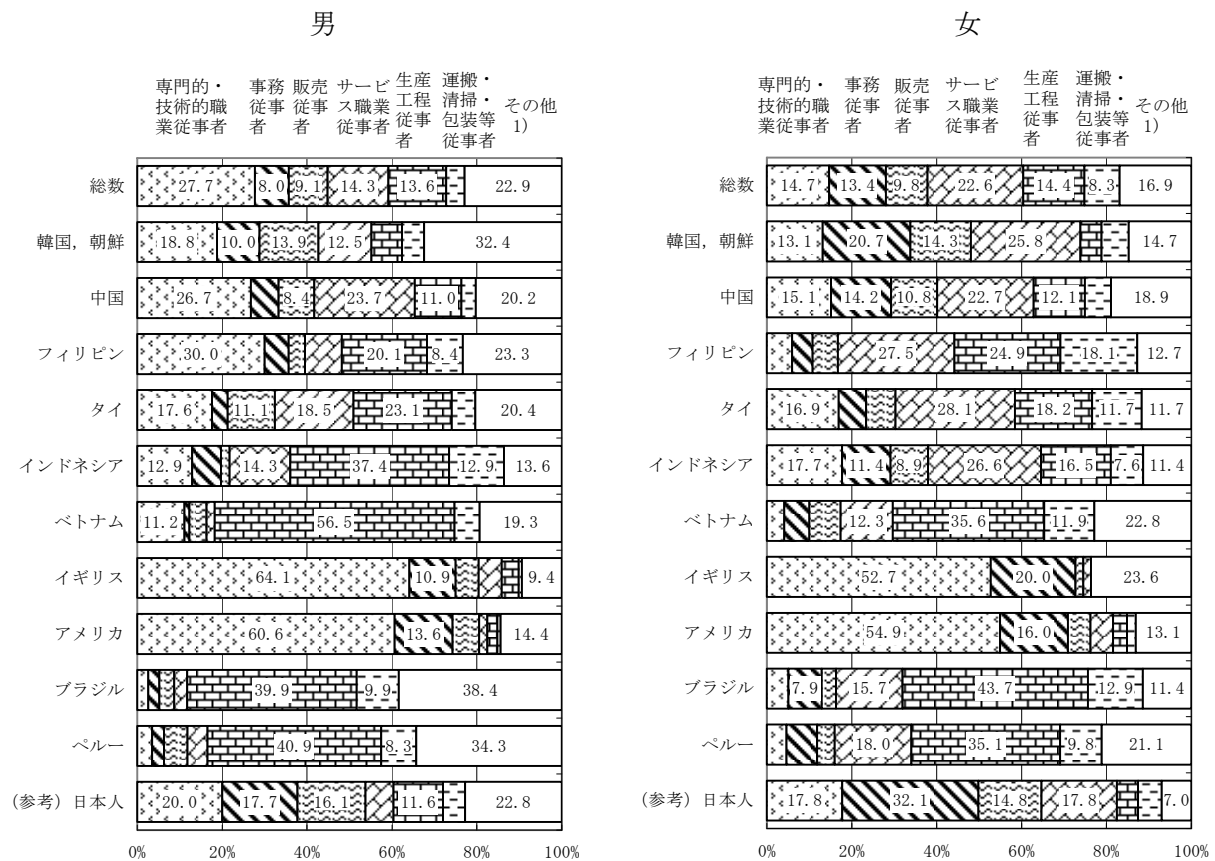 男
専門的・
技術的職
業従事者
事務
従事
者
販売
従事
者
サービ
ス職業
従事者
生産
工程
従事
者
運搬・
清掃・
包装等
従事者
その他
1)
総数 27.7 8.0 9.1 14.3 13.6 22.9
韓国，朝鮮 18.8 10.0 13.9 12.5 32.4
中国 26.7 8.4 23.7 11.0 20.2
フィリピン 30.0 20.1 8.4 23.3
タイ 17.6 11.1 18.5 23.1 20.4
インドネシア 12.9 14.3 37.4 12.9 13.6
ベトナム 11.2 56.5 19.3
イギリス 64.1 10.9 9.4
アメリカ 60.6 13.6 14.4
ブラジル 39.9 9.9 38.4
ペルー 40.9 8.3 34.3
（参考）日本人 20.0 17.7 16.1 11.6 22.8
0% 20% 40% 60% 80% 100%
女
専門的・
技術的職
業従事者
事務
従事
者
販売
従事
者
サービ
ス職業
従事者
生産
工程
従事
者
運搬・
清掃・
包装等
従事者
その他
1)
総数 14.7 13.4 9.8 22.6 14.4 8.3 16.9
韓国，朝鮮 13.1 20.7 14.3 25.8 14.7
中国 15.1 14.2 10.8 22.7 12.1 18.9
フィリピン 27.5 24.9 18.1 12.7
タイ 16.9 28.1 18.2 11.7 11.7
インドネシア 17.7 11.4 8.9 26.6 16.5 7.6 11.4
ベトナム 12.3 35.6 11.9 22.8
イギリス 52.7 20.0 23.6
アメリカ 54.9 16.0 13.1
ブラジル 7.9 15.7 43.7 12.9 11.4
ペルー 18.0 35.1 9.8 21.1
（参考）日本人 17.8 32.1 14.8 17.8 7.0
0% 20% 40% 60% 80% 100%